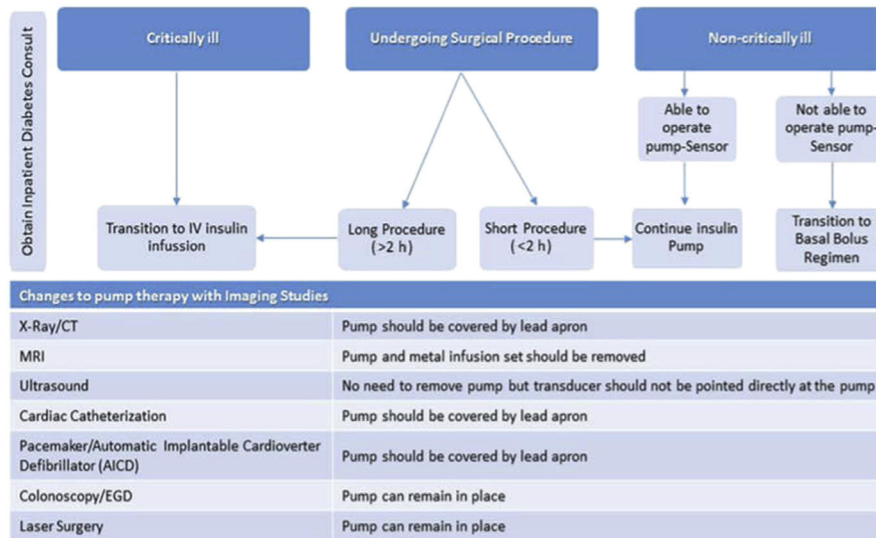 Obtain Inpatient Diabetes Consult
Critically ill
Undergoing Surgical Procedure
Non-critically ill
Able to
operate
pump-Sensor
Not able to
operate pump-
Sensor
Transition to IV insulin
infussion
Long Procedure
(>2 h)
Short Procedure
(<2 h)
Continue insulin
Pump
Transition to
Basal Bolus
Regimen
Changes to pump therapy with Imaging Studies
X-Ray/CT
Pump should be covered by lead apron
MRI
Pump and metal infusion set should be removed
Ultrasound
No need to remove pump but transducer should not be pointed directly at the pump
Cardiac Catheterization
Pump should be covered by lead apron
Pacemaker/Automatic Implantable Cardioverter
Defibrillator (AICD)
Pump should be covered by lead apron
Colonoscopy/EGD
Pump can remain in place
Laser Surgery
Pump can remain in place